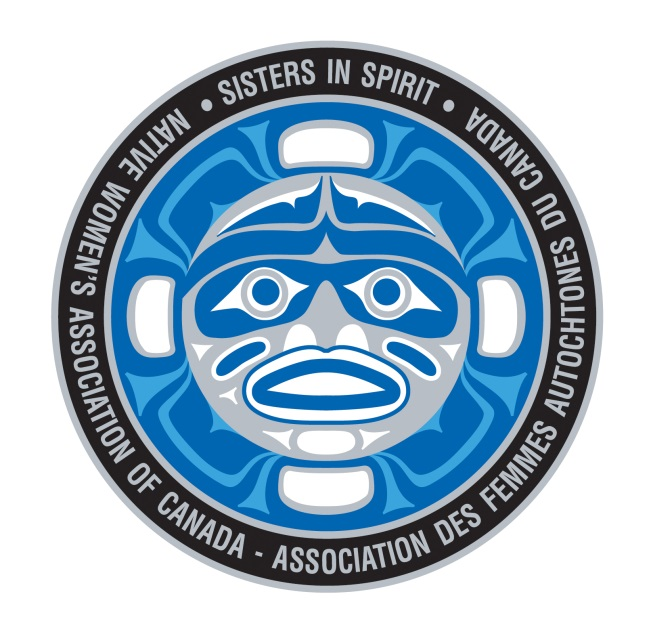 • SISTERS IN SPIRIT •
NATIVE WOMEN'S ASSOCIATION OF CANADA - ASSOCIATION DES FEMMES AUTOCHTONES DU CANADA